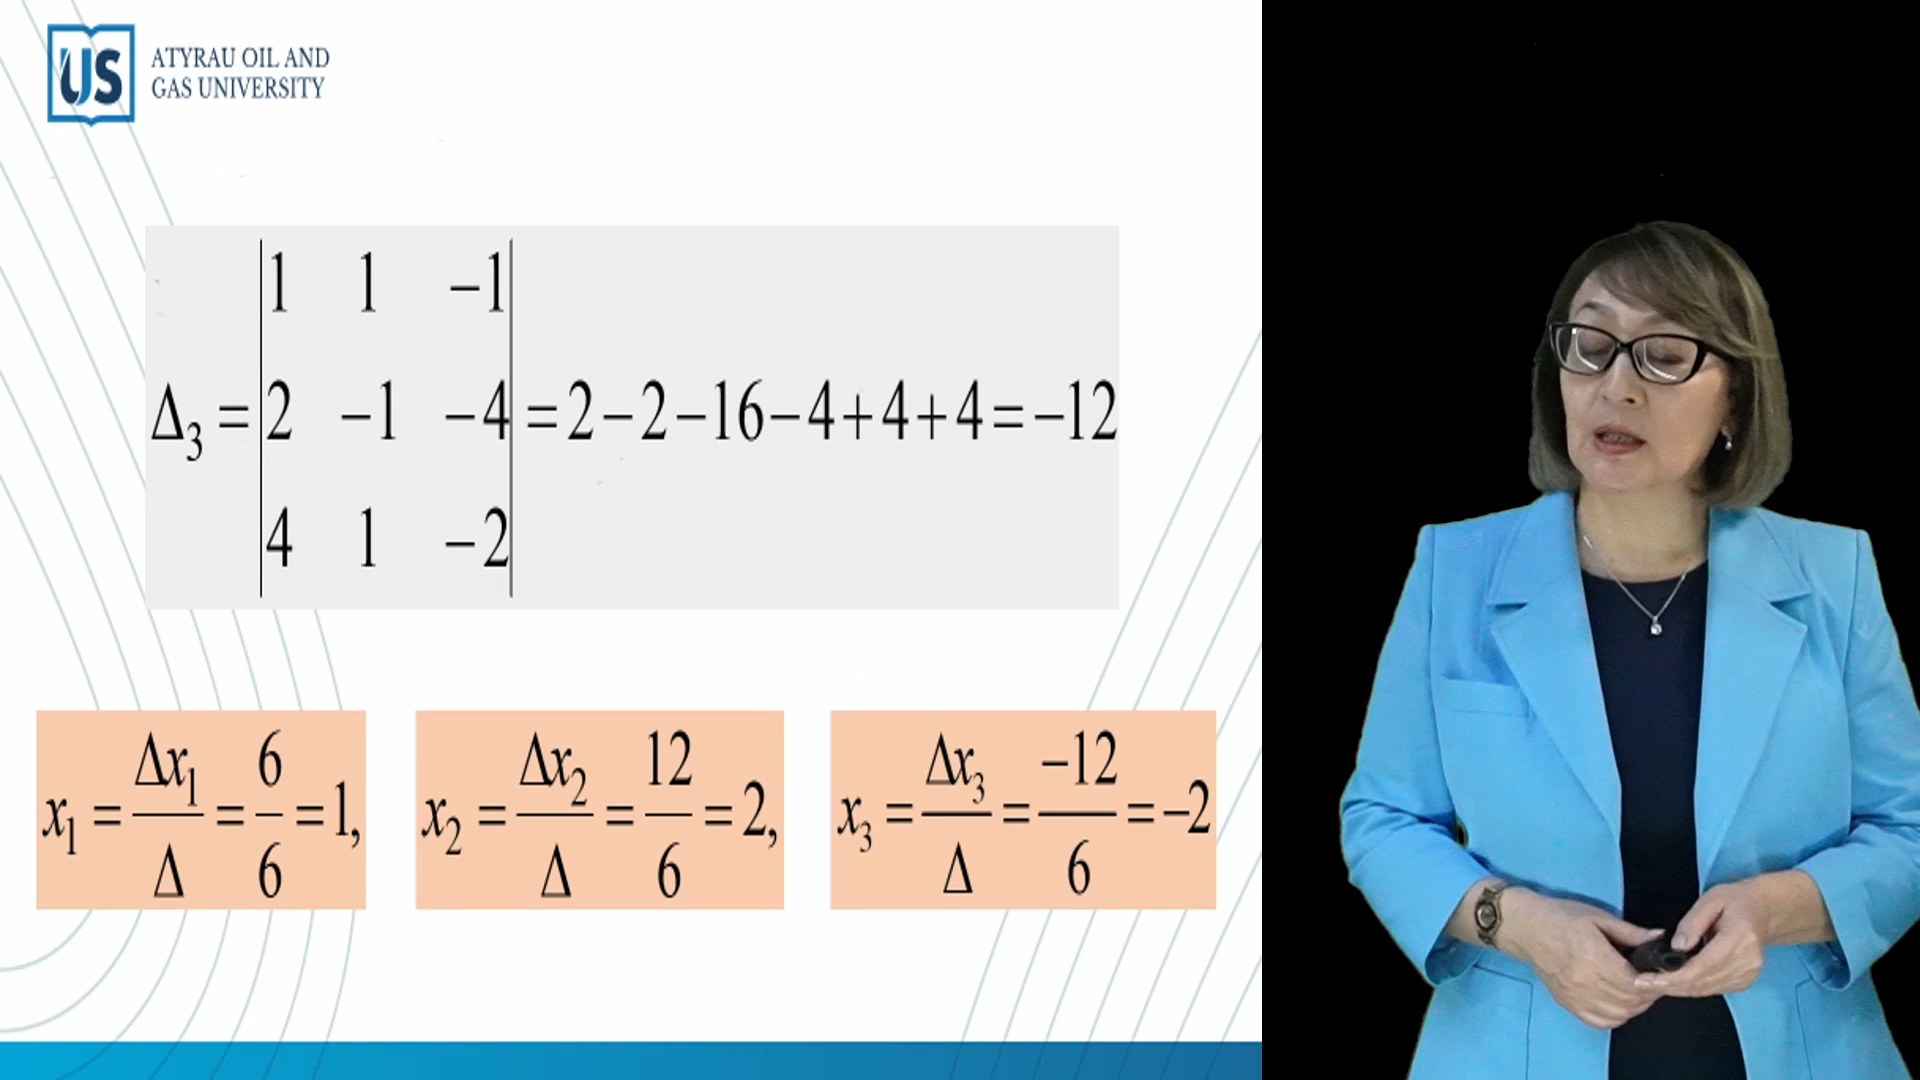 US
ATYRAU OIL AND
GAS UNIVERSITY
1 1 −1
Δ₃ = |2 −1 −4| = 2−2−16−4+4+4 = −12
4 1 −2
x₁ = Δx₁/Δ = 6/6 = 1,
x₂ = Δx₂/Δ = 12/6 = 2,
x₃ = Δx₃/Δ = −12/6 = −2